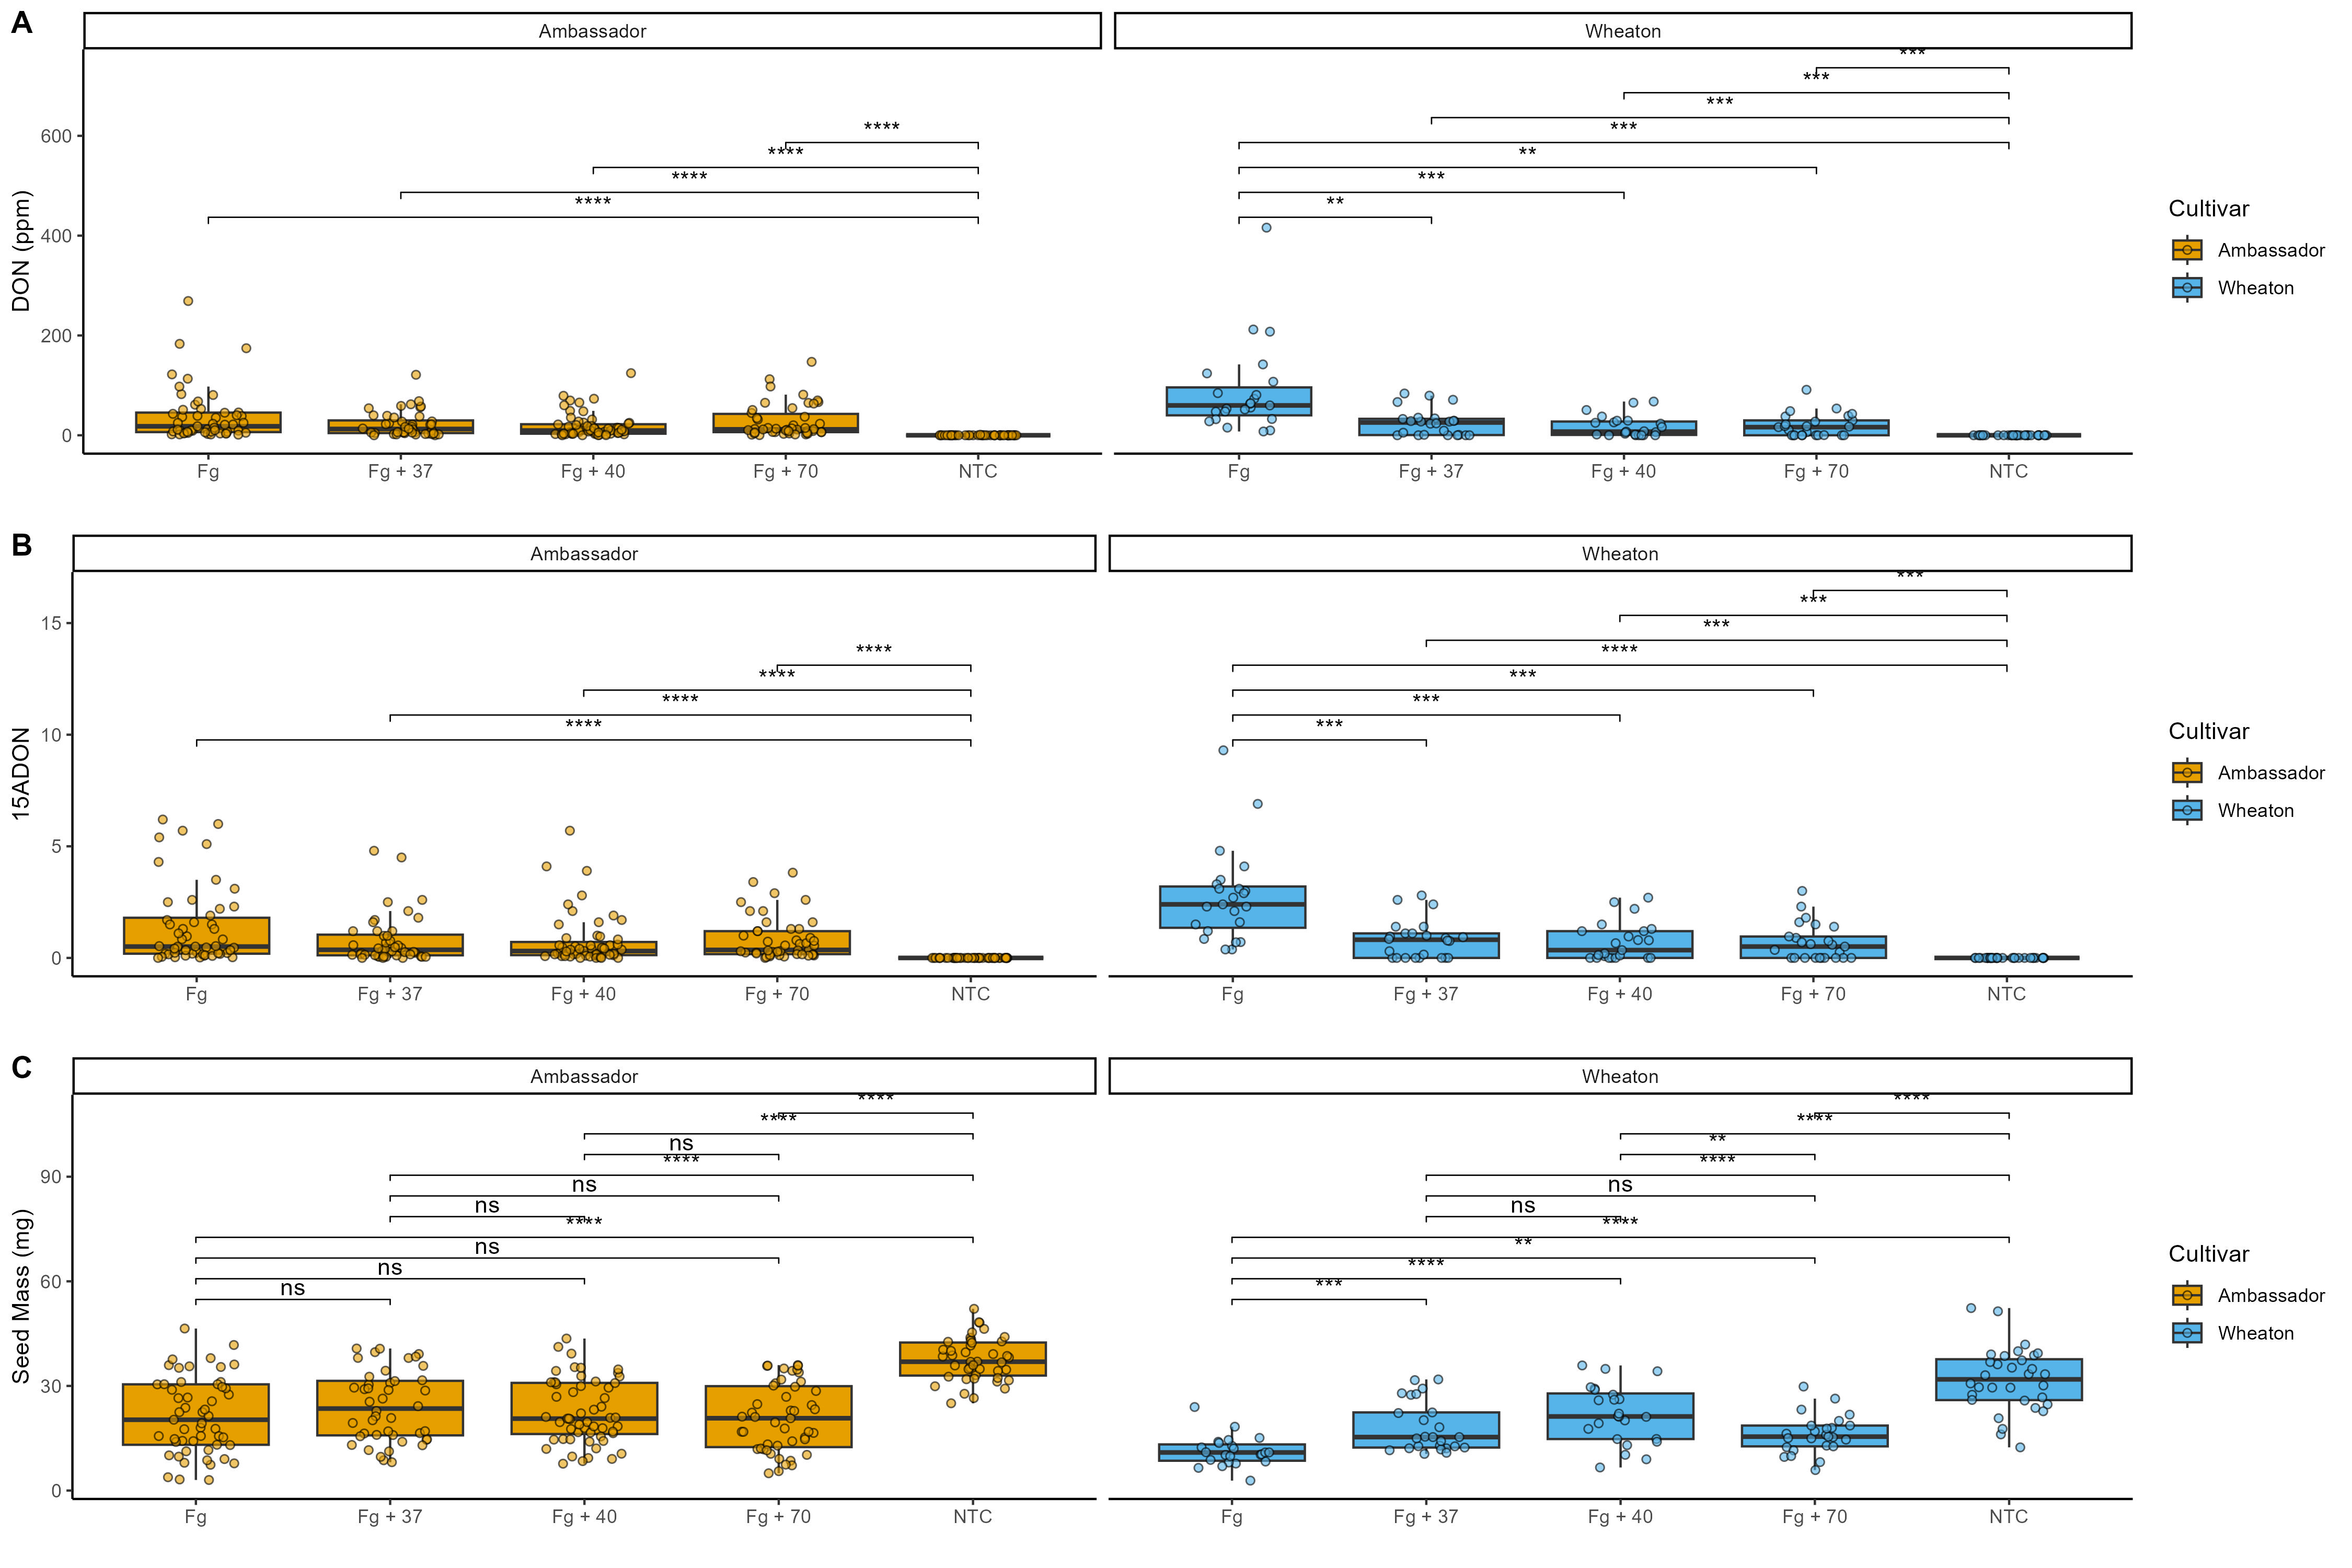 A
Ambassador
Wheaton
DON (ppm)
600
400
200
0
****
****
****
****
***
***
***
***
**
***
**
Fg
Fg + 37
Fg + 40
Fg + 70
NTC
Fg
Fg + 37
Fg + 40
Fg + 70
NTC
Cultivar
Ambassador
Wheaton
B
Ambassador
Wheaton
15ADON
15
10
5
0
****
****
****
****
***
***
***
****
***
***
***
Fg
Fg + 37
Fg + 40
Fg + 70
NTC
Fg
Fg + 37
Fg + 40
Fg + 70
NTC
Cultivar
Ambassador
Wheaton
C
Ambassador
Wheaton
Seed Mass (mg)
90
60
30
0
****
****
ns
****
ns
ns
****
ns
ns
ns
****
****
**
****
ns
ns
****
**
****
***
Fg
Fg + 37
Fg + 40
Fg + 70
NTC
Fg
Fg + 37
Fg + 40
Fg + 70
NTC
Cultivar
Ambassador
Wheaton